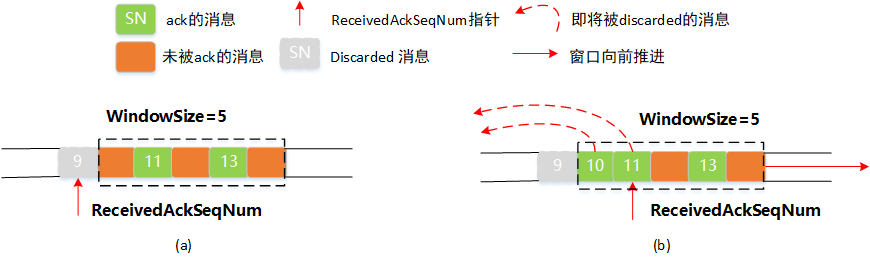 SN ack的消息 ReceivedAckSeqNum指针 即将被discarded的消息
未被ack的消息 SN Discarded 消息 窗口向前推进
WindowSize=5
9 11 13
ReceivedAckSeqNum
(a)
WindowSize=5
9 10 11 13
ReceivedAckSeqNum
(b)